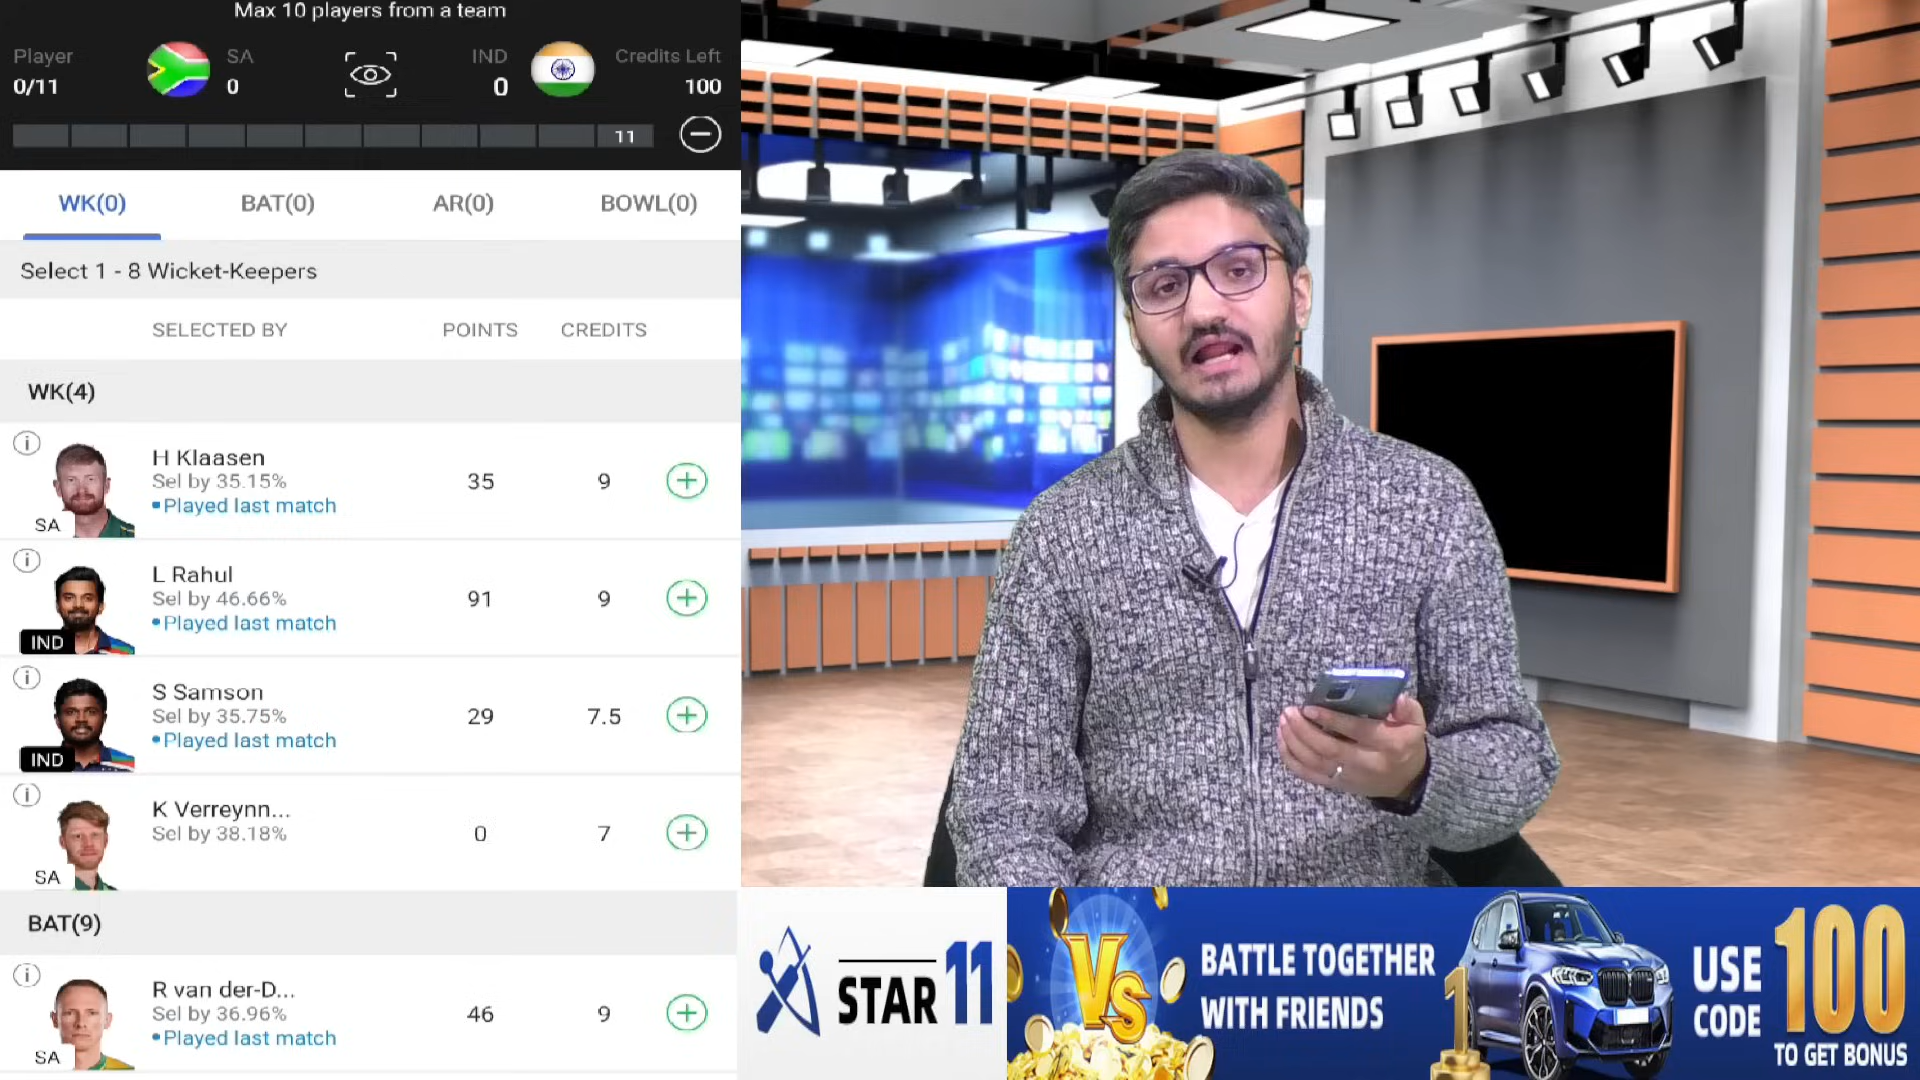 Max 10 players from a team
Player
SA
IND
Credits Left
0/11
0
0
100
11
WK(0)
BAT(0)
AR(0)
BOWL(0)
Select 1 - 8 Wicket-Keepers
SELECTED BY
POINTS
CREDITS
WK(4)
H Klaasen
Sel by 35.15%
Played last match
35
9
SA
L Rahul
Sel by 46.66%
Played last match
91
9
IND
S Samson
Sel by 35.75%
Played last match
29
7.5
IND
K Verreynn...
Sel by 38.18%
0
7
SA
BAT(9)
R van der-D...
Sel by 36.96%
Played last match
46
9
SA
STAR 11
VS
BATTLE TOGETHER
WITH FRIENDS
1
USE
CODE
100
TO GET BONUS